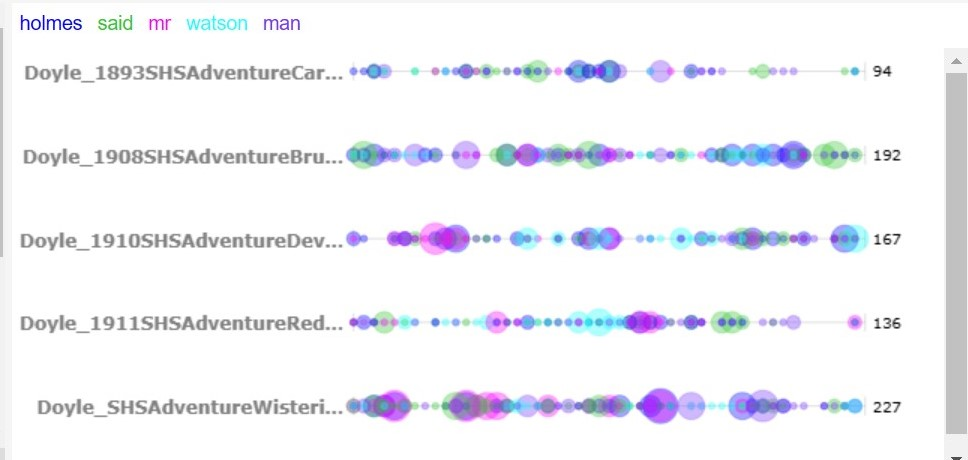 holmes said mr watson man
Doyle_1893SHSAdventureCar... 94
Doyle_1908SHSAdventureBru... 192
Doyle_1910SHSAdventureDev... 167
Doyle_1911SHSAdventureRed... 136
Doyle_SHSAdventureWisteri... 227